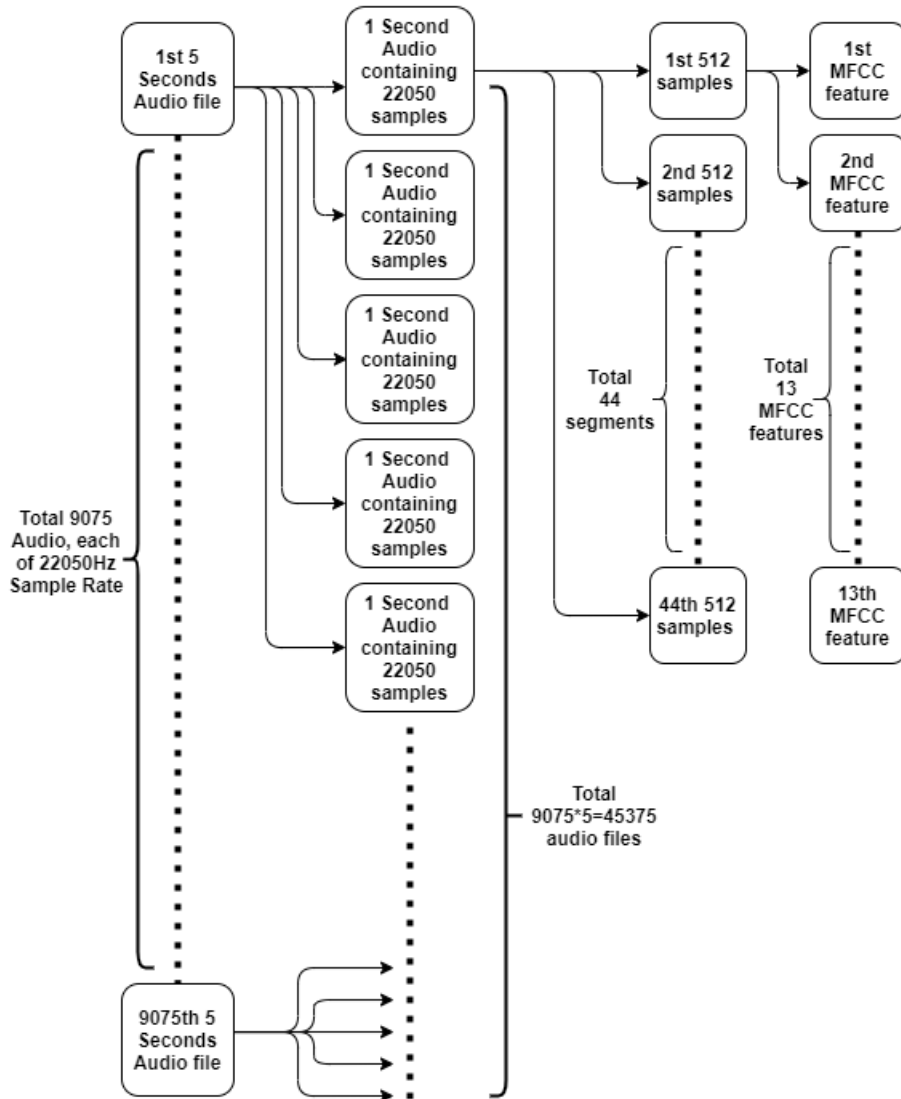 1st 5
Seconds
Audio file
1 Second
Audio
containing
22050
samples
1st 512
samples
1st
MFCC
feature
1 Second
Audio
containing
22050
samples
2nd 512
samples
2nd
MFCC
feature
1 Second
Audio
containing
22050
samples
Total
44
segments
Total
13
MFCC
features
1 Second
Audio
containing
22050
samples
Total 9075
Audio, each
of 22050Hz
Sample Rate
1 Second
Audio
containing
22050
samples
44th 512
samples
13th
MFCC
feature
Total
9075*5=45375
audio files
9075th 5
Seconds
Audio file